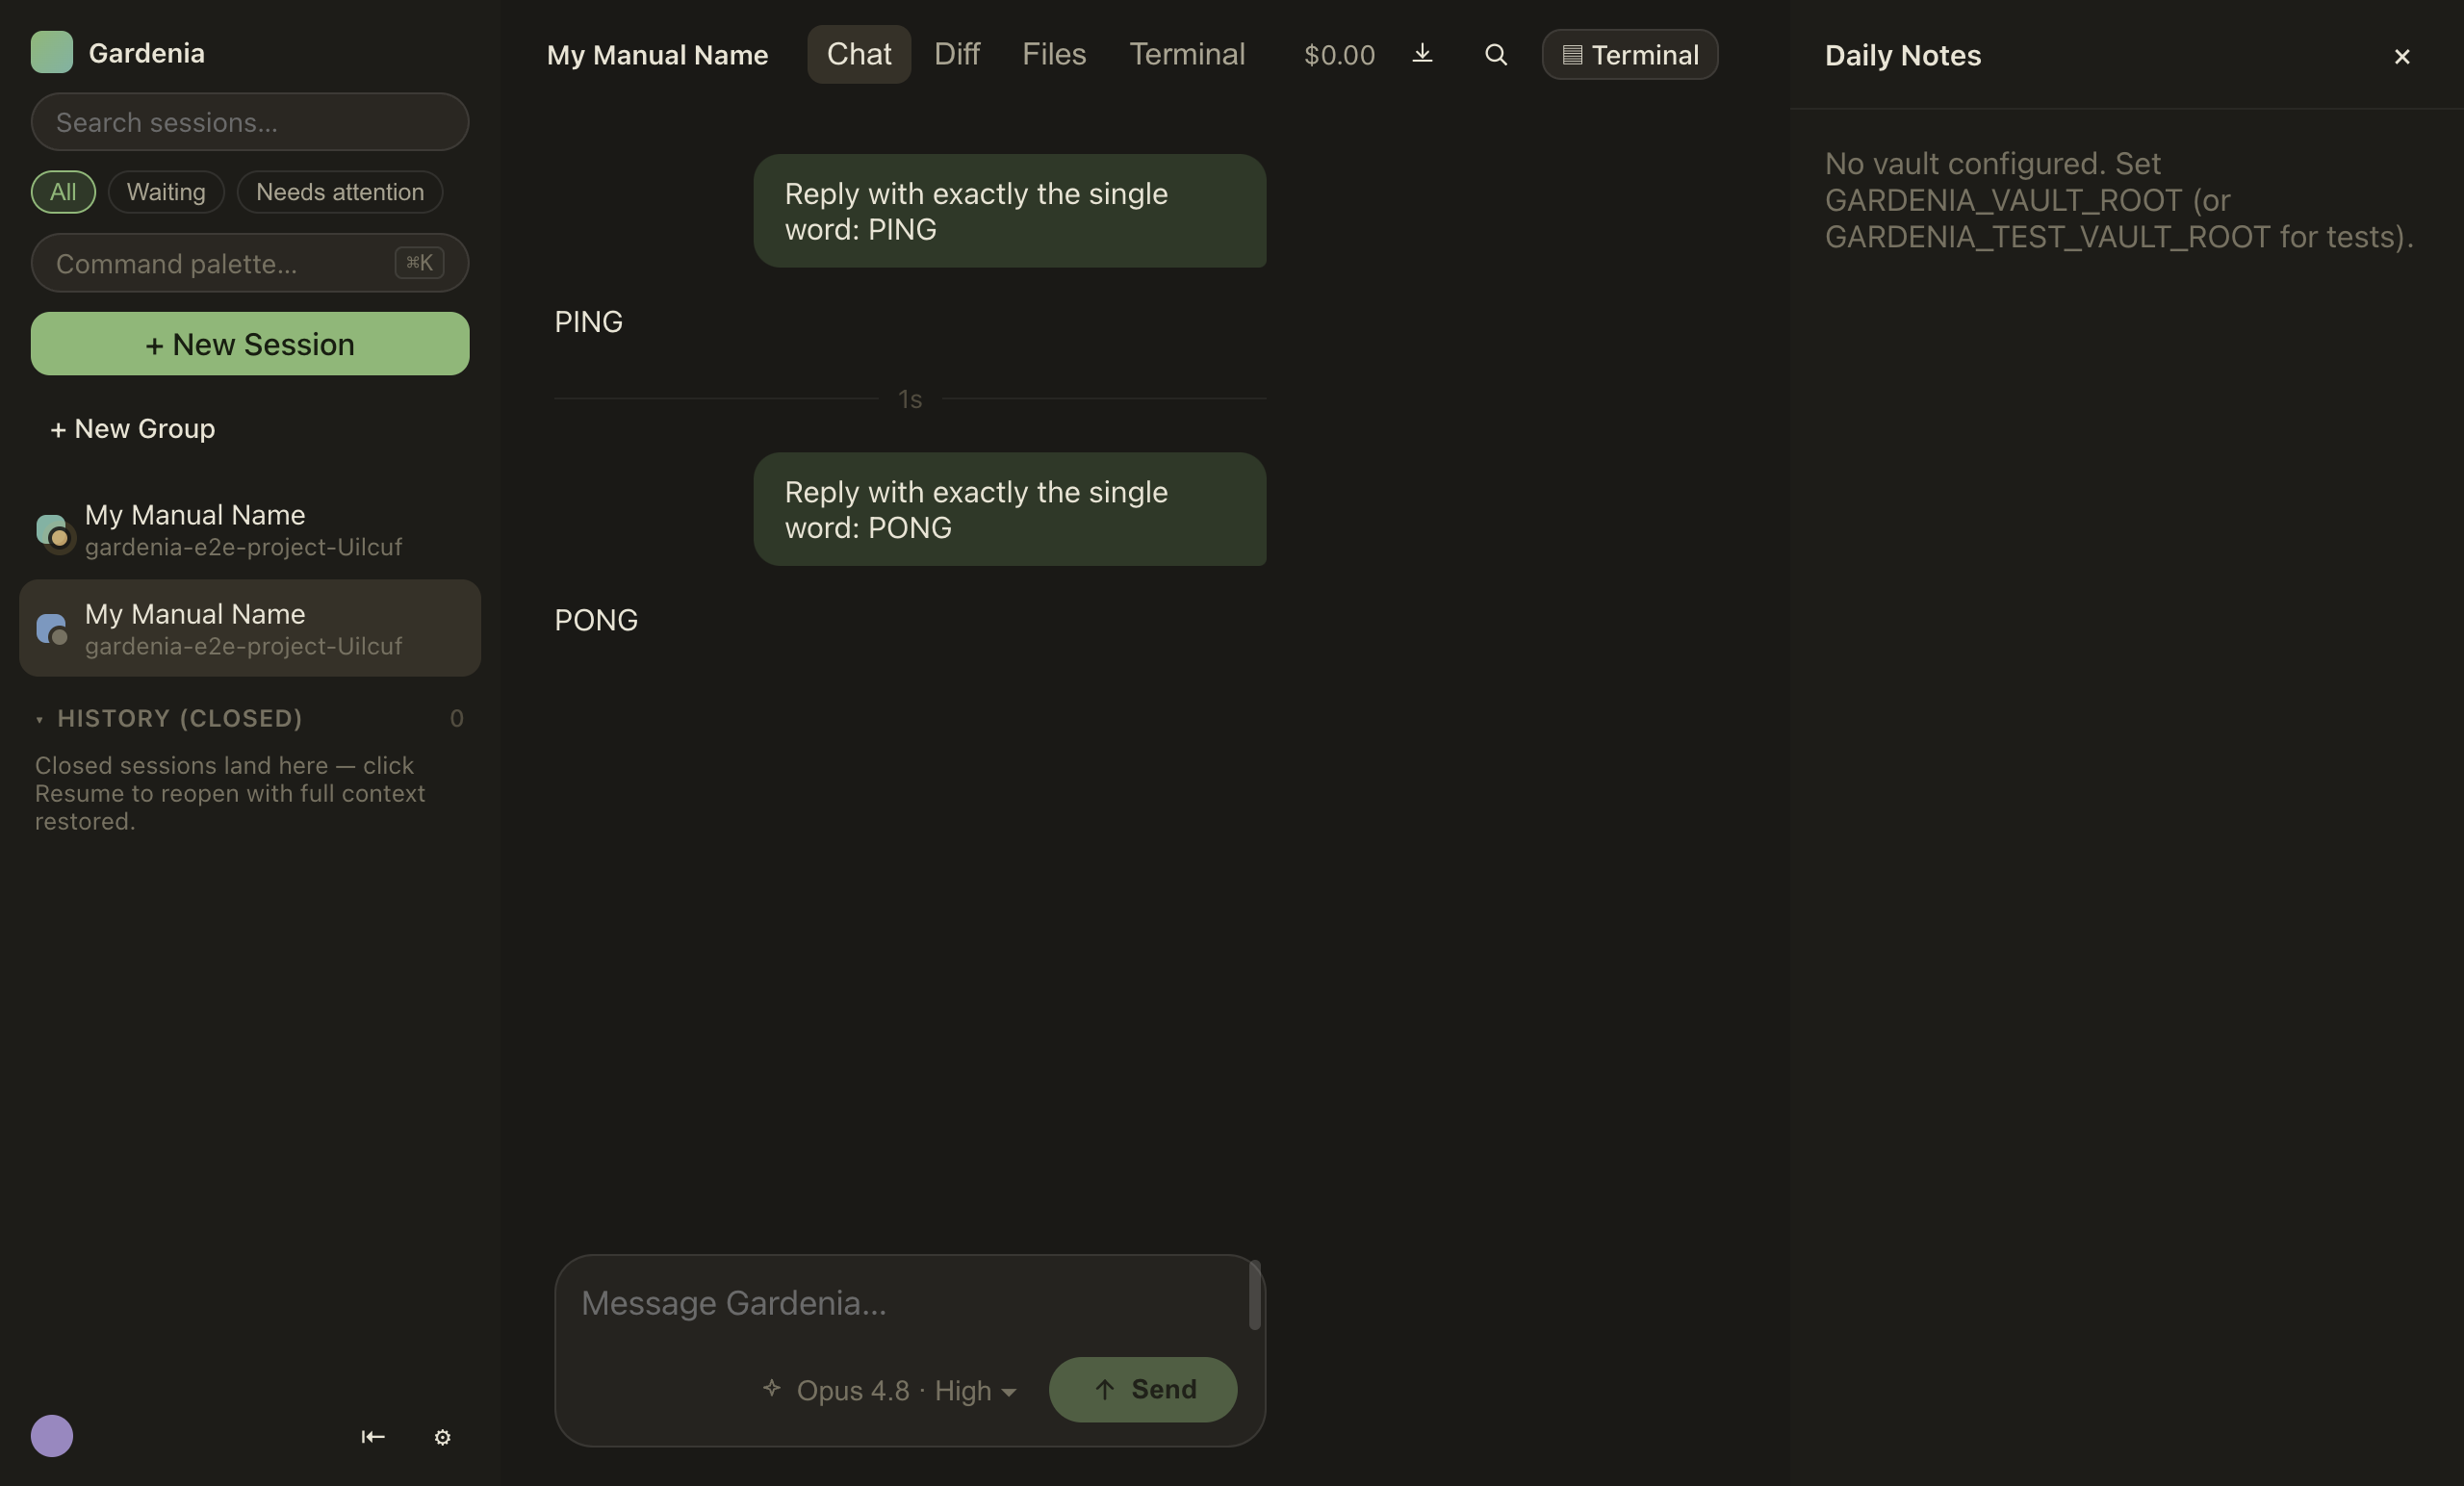 Gardenia
Search sessions...
All
Waiting
Needs attention
Command palette...
⌘K
+ New Session
+ New Group
My Manual Name
gardenia-e2e-project-Uilcuf
My Manual Name
gardenia-e2e-project-Uilcuf
HISTORY (CLOSED)
0
Closed sessions land here — click
Resume to reopen with full context
restored.
My Manual Name
Chat
Diff
Files
Terminal
$0.00
Terminal
Reply with exactly the single
word: PING
PING
1s
Reply with exactly the single
word: PONG
PONG
Message Gardenia...
Opus 4.8 · High
Send
Daily Notes
No vault configured. Set
GARDENIA_VAULT_ROOT (or
GARDENIA_TEST_VAULT_ROOT for tests).